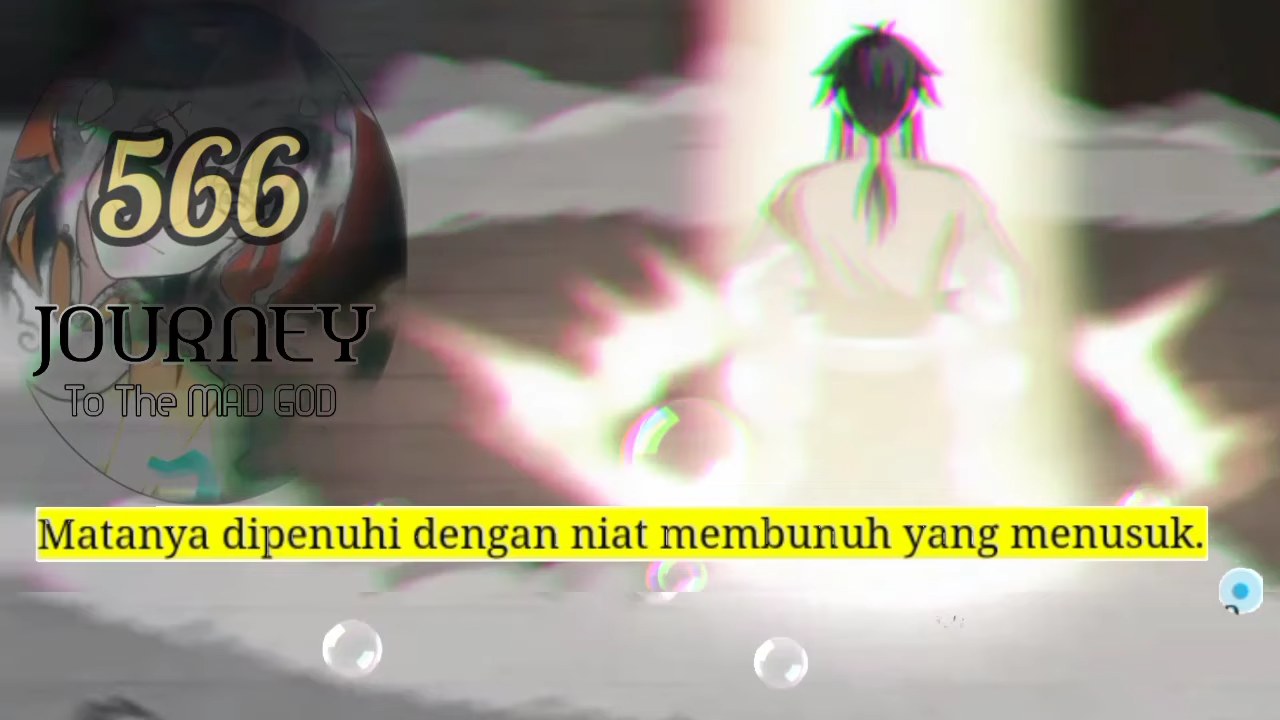 566
JOURNEY
To The MAD GOD
Matanya dipenuhi dengan niat membunuh yang menusuk.